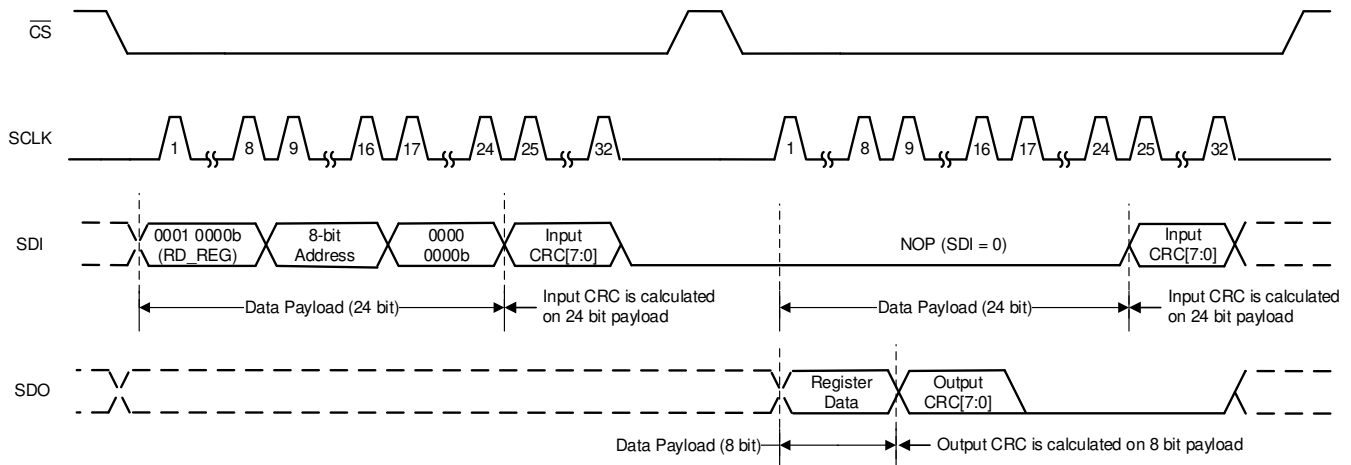 CS
SCLK
1 8 9 16 17 24 25 32 1 8 9 16 17 24 25 32
SDI
0001 0000b
(RD_REG)
8-bit
Address
0000
0000b
Input
CRC[7:0]
NOP (SDI = 0)
Input
CRC[7:0]
Data Payload (24 bit)
Input CRC is calculated
on 24 bit payload
Data Payload (24 bit)
Input CRC is calculated
on 24 bit payload
SDO
Register
Data
Output
CRC[7:0]
Data Payload (8 bit)
Output CRC is calculated on 8 bit payload